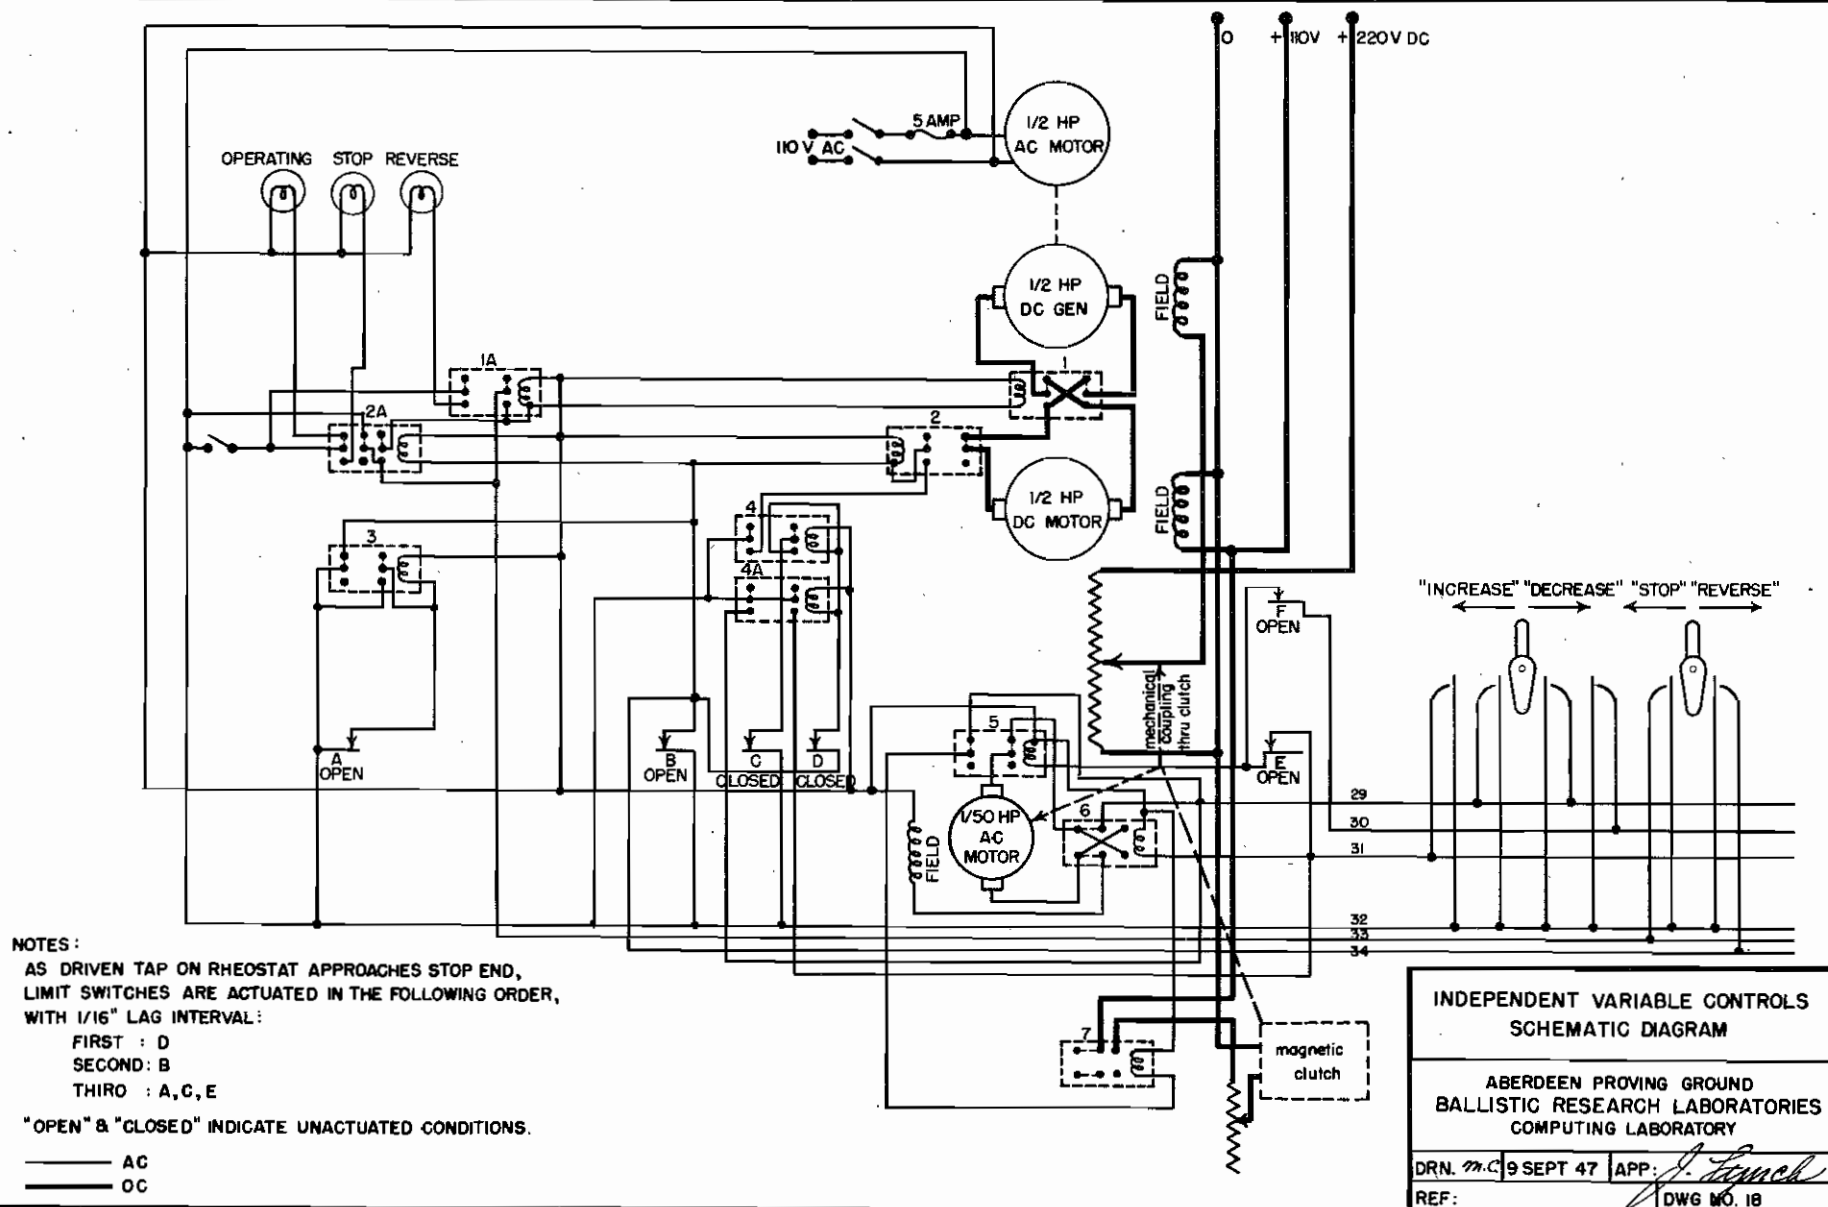 O +110V +220V DC
5 AMP
110 V AC
1/2 HP
AC MOTOR
OPERATING STOP REVERSE
1/2 HP
DC GEN
FIELD
1A
1
2A
2
1/2 HP
DC MOTOR
FIELD
3
4
4A
"INCREASE" "DECREASE" "STOP" "REVERSE"
F
OPEN
mechanical
coupling
thru clutch
5
A
OPEN
B
OPEN
C
CLOSED
D
CLOSED
E
OPEN
1/50 HP
AC
MOTOR
FIELD
6
29
30
31
32
33
34
7
magnetic
clutch
NOTES:
AS DRIVEN TAP ON RHEOSTAT APPROACHES STOP END,
LIMIT SWITCHES ARE ACTUATED IN THE FOLLOWING ORDER,
WITH 1/16" LAG INTERVAL:
FIRST : D
SECOND: B
THIRO : A,C,E
"OPEN" & "CLOSED" INDICATE UNACTUATED CONDITIONS.
AC
OC
INDEPENDENT VARIABLE CONTROLS
SCHEMATIC DIAGRAM
ABERDEEN PROVING GROUND
BALLISTIC RESEARCH LABORATORIES
COMPUTING LABORATORY
DRN. M.C. 9 SEPT 47 APP: J. Lynch
REF: DWG NO. 18